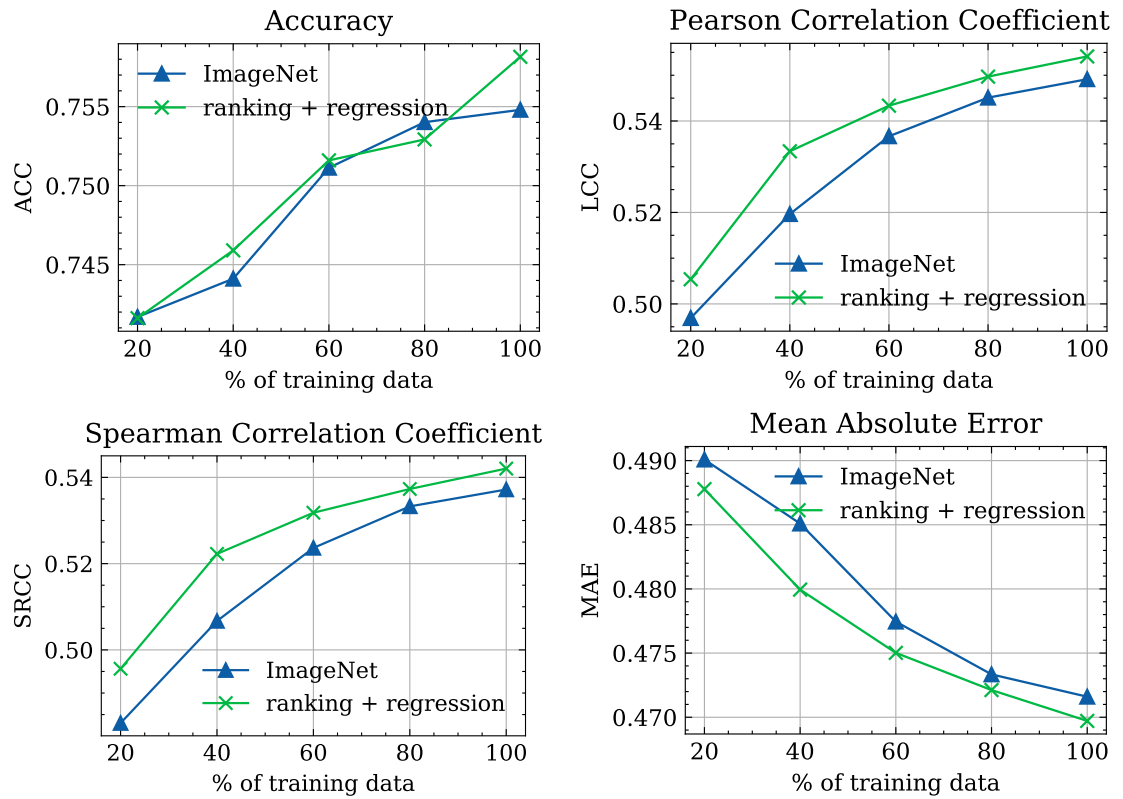 Accuracy
ImageNet
ranking + regression
0.755
0.750
0.745
ACC
20 40 60 80 100
% of training data
Pearson Correlation Coefficient
0.54
0.52
0.50
LCC
ImageNet
ranking + regression
20 40 60 80 100
% of training data
Spearman Correlation Coefficient
0.54
0.52
0.50
SRCC
ImageNet
ranking + regression
20 40 60 80 100
% of training data
Mean Absolute Error
ImageNet
ranking + regression
0.490
0.485
0.480
0.475
0.470
MAE
20 40 60 80 100
% of training data